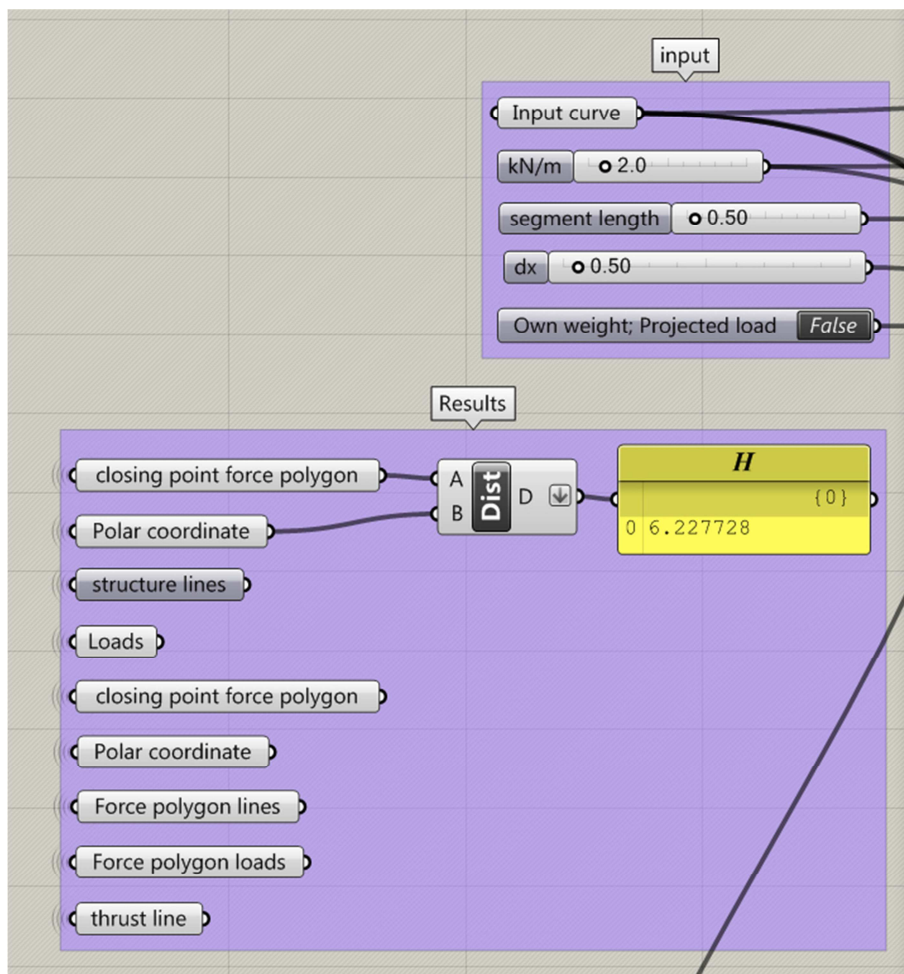 input
Input curve
kN/m 2.0
segment length 0.50
dx 0.50
Own weight; Projected load False
Results
closing point force polygon
A
B
Dist
D
H
{0}
0 6.227728
Polar coordinate
structure lines
Loads
closing point force polygon
Polar coordinate
Force polygon lines
Force polygon loads
thrust line